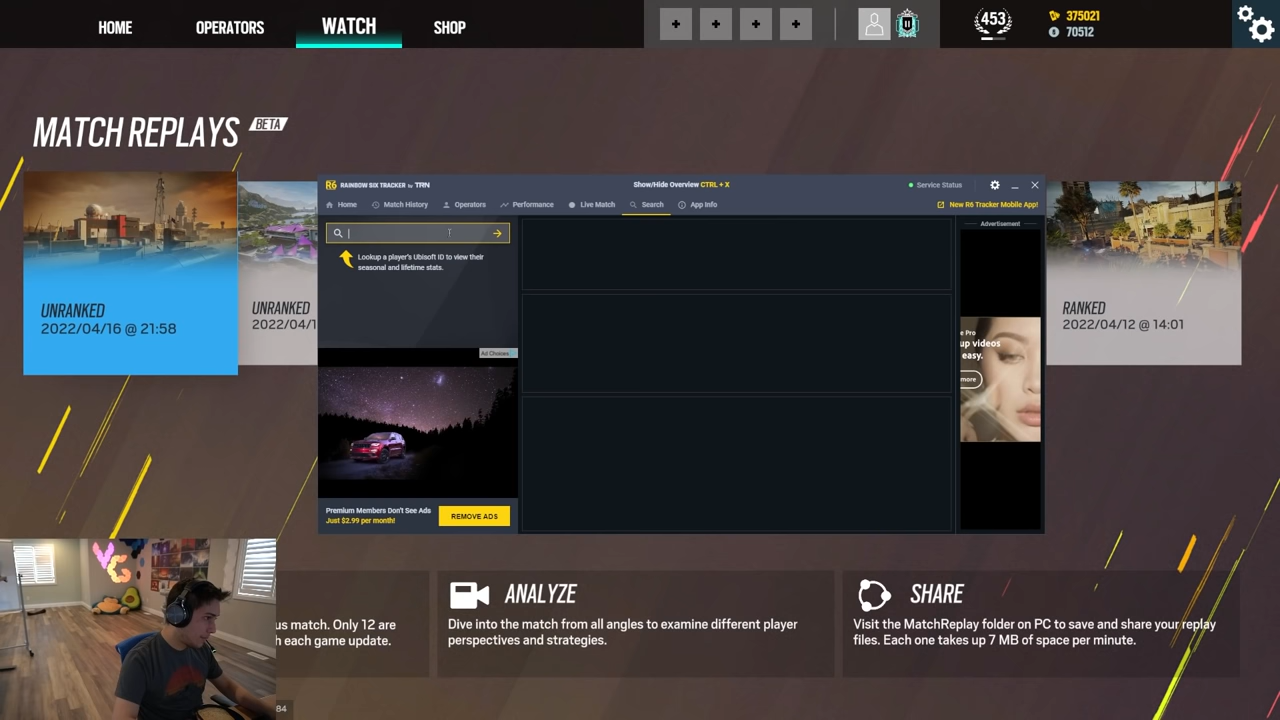 HOME
OPERATORS
WATCH
SHOP
453
375021
70512
MATCH REPLAYS BETA
UNRANKED
2022/04/16 @ 21:58
UNRANKED
2022/04/1
RANKED
2022/04/12 @ 14:01
R6 RAINBOW SIX TRACKER by TRN
Show/Hide Overview CTRL + X
Service Status
Home
Match History
Operators
Performance
Live Match
Search
App Info
New R6 Tracker Mobile App!
Lookup a player's Ubisoft ID to view their
seasonal and lifetime stats.
Advertisement
e Pro
up videos
easy.
more
Ad Choices
Premium Members Don't See Ads
Just $2.99 per month!
REMOVE ADS
VG
us match. Only 12 are
h each game update.
ANALYZE
Dive into the match from all angles to examine different player
perspectives and strategies.
SHARE
Visit the MatchReplay folder on PC to save and share your replay
files. Each one takes up 7 MB of space per minute.
84